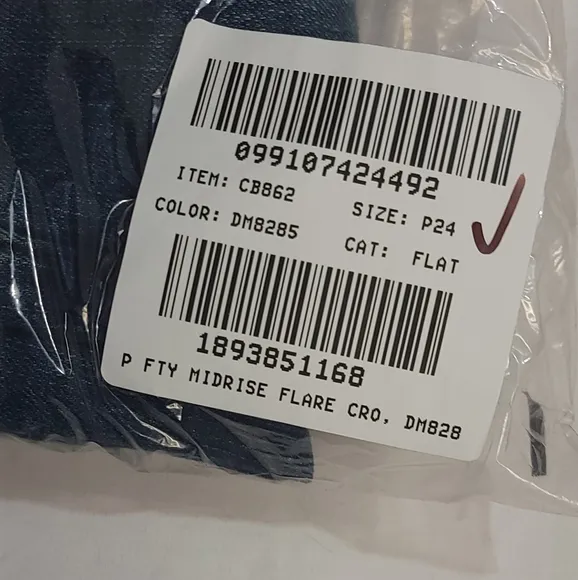 099107424492
ITEM: CB862 SIZE: P24
COLOR: DM8285 CAT: FLAT
1893851168
P FTY MIDRISE FLARE CRO, DM828